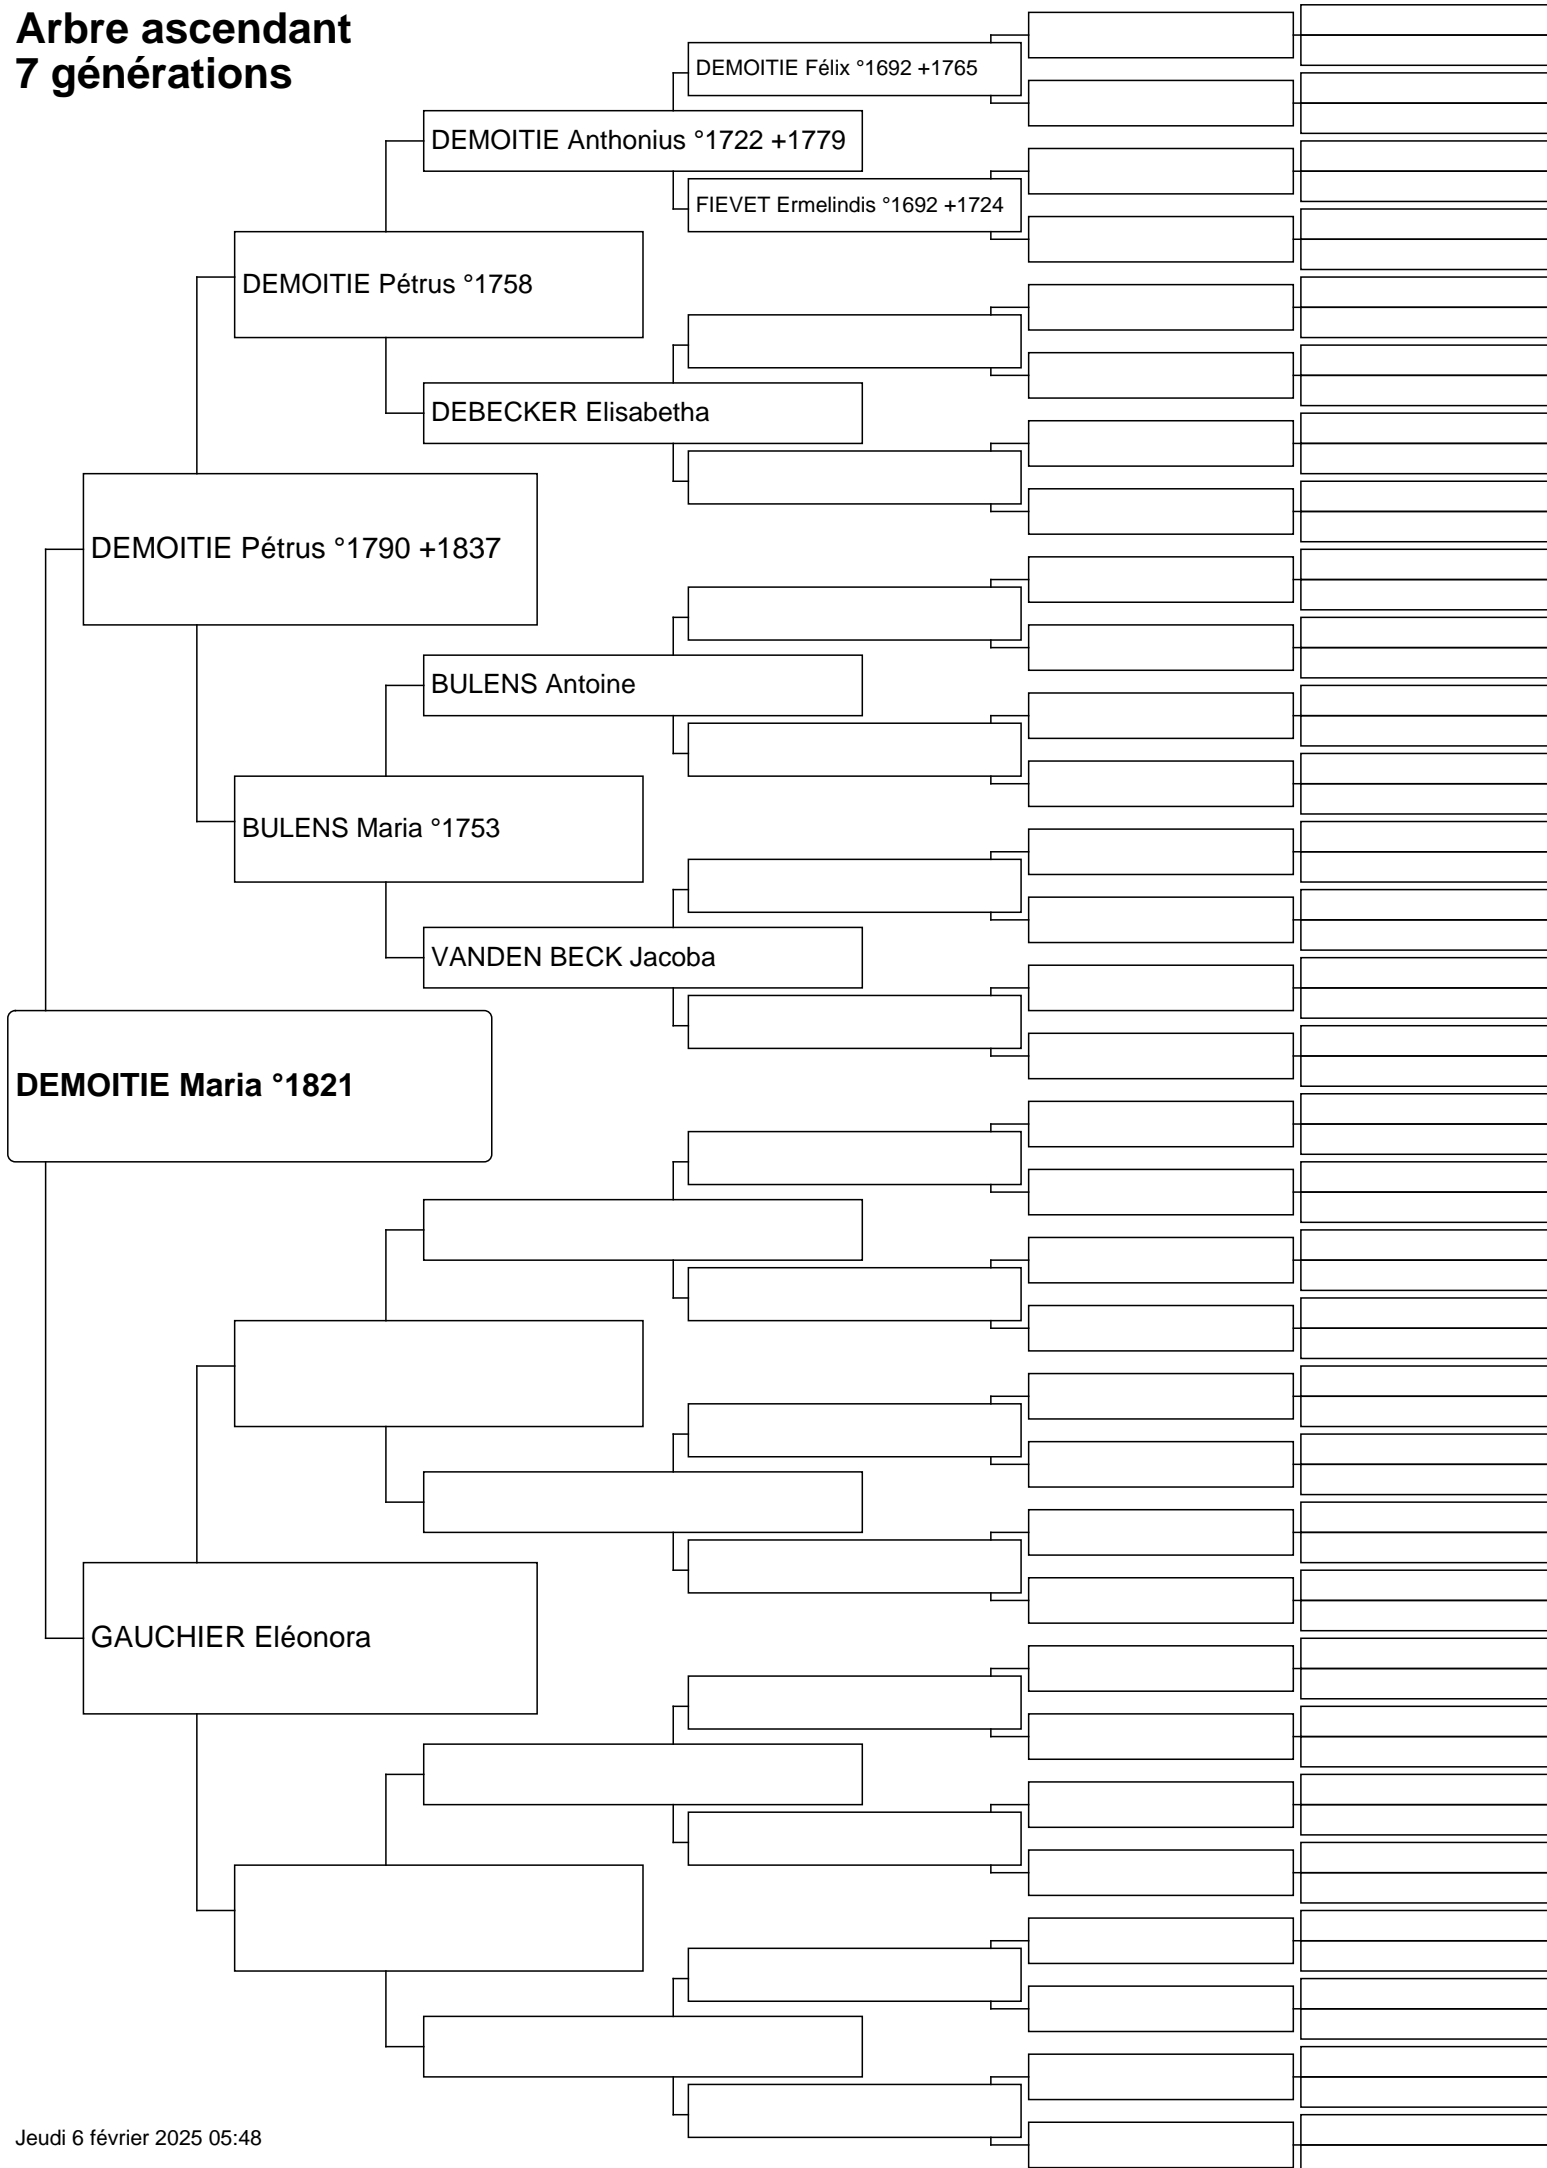 Arbre ascendant
7 générations
DEMOITIE Félix °1692 +1765
DEMOITIE Anthonius °1722 +1779
FIEVET Ermelindis °1692 +1724
DEMOITIE Pétrus °1758
DEBECKER Elisabetha
DEMOITIE Pétrus °1790 +1837
BULENS Antoine
BULENS Maria °1753
VANDEN BECK Jacoba
DEMOITIE Maria °1821
GAUCHIER Eléonora
Jeudi 6 février 2025 05:48